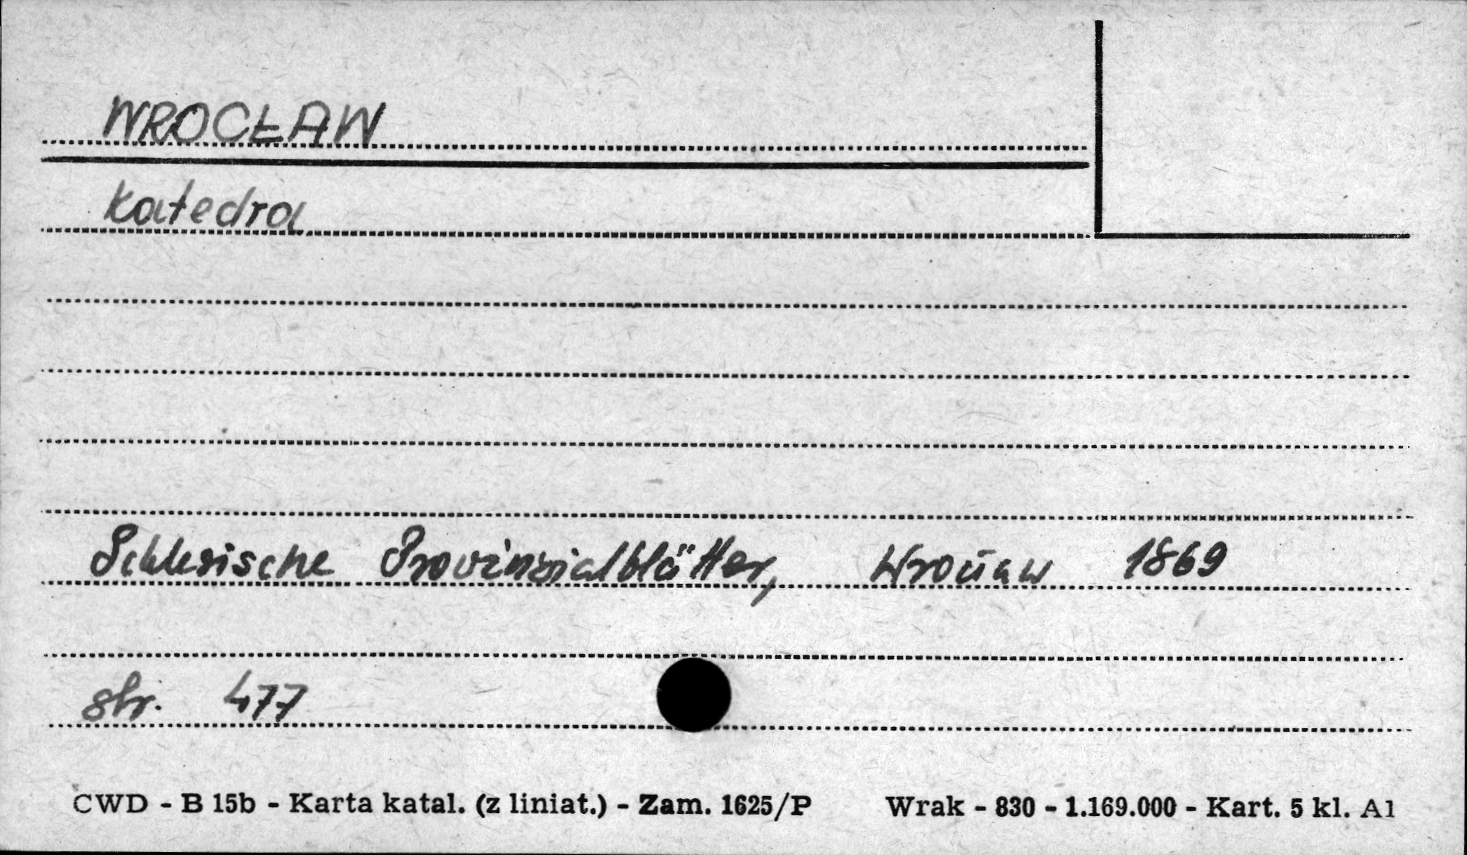 WROCŁAW
Katedra
Schlesische Provinzialblätter, Wrocław 1869
str. 477
CWD - B 15b - Karta katal. (z liniat.) - Zam. 1625/P Wrak - 830 - 1.169.000 - Kart. 5 kl. A1